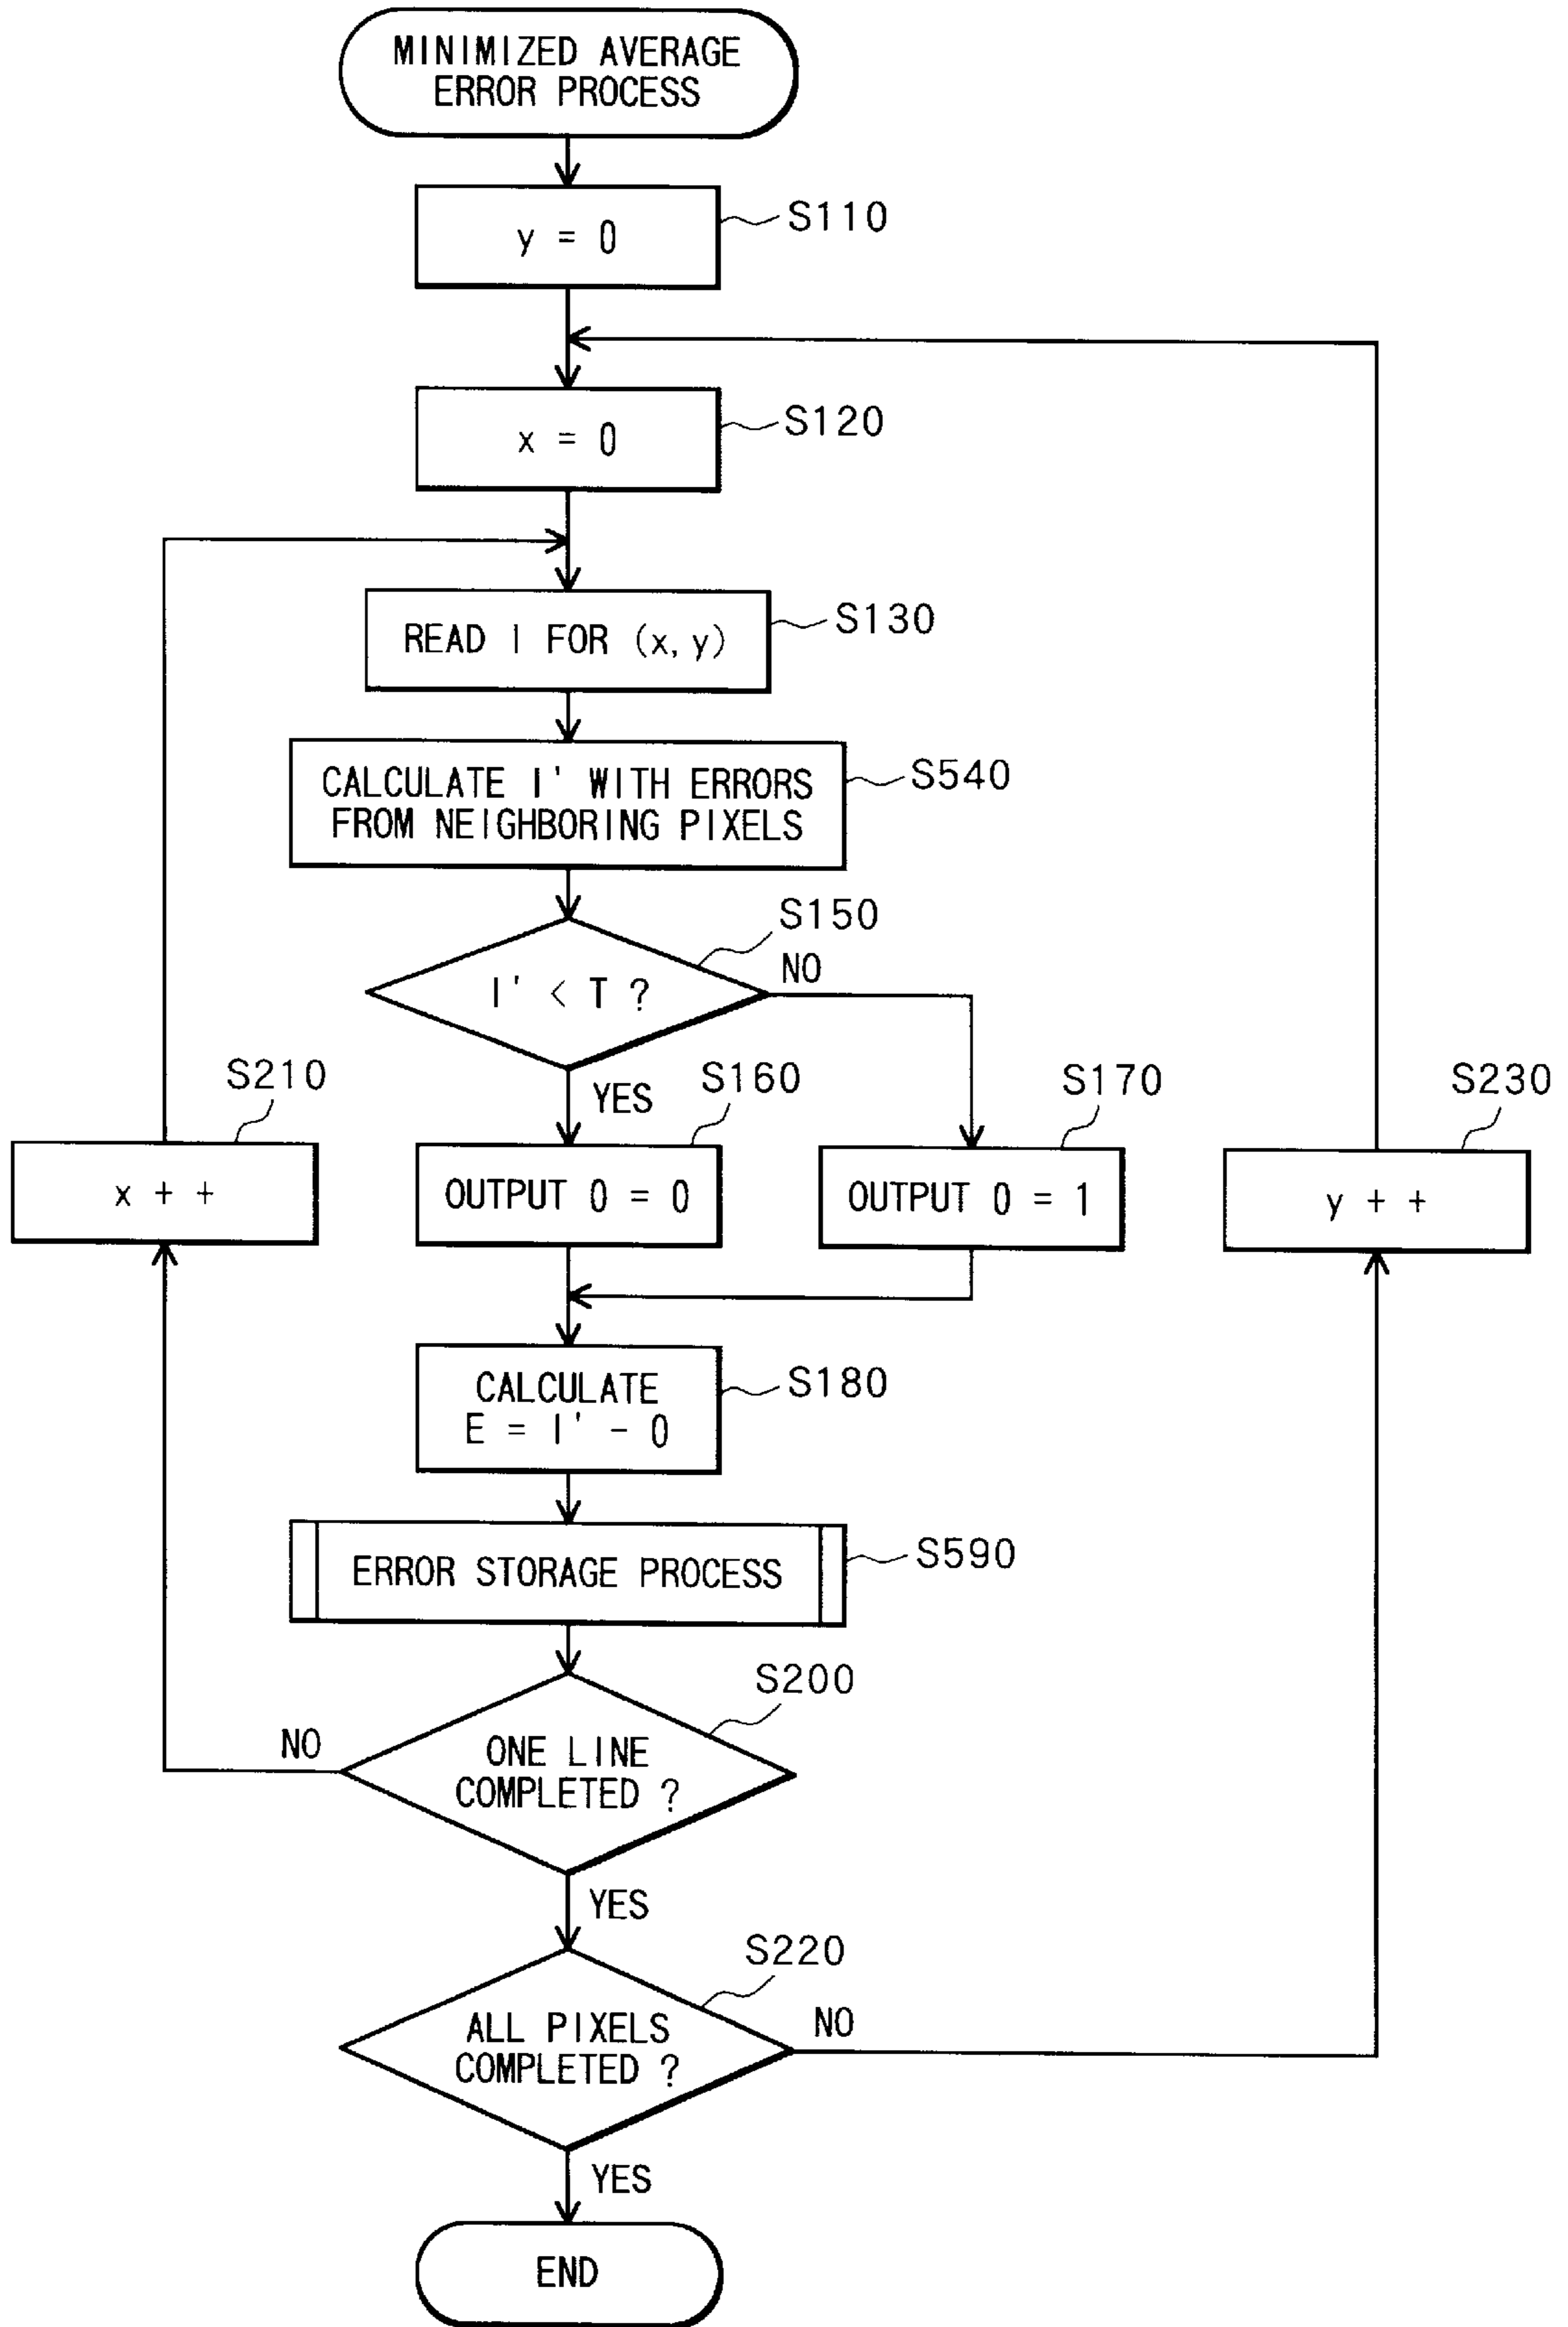 MINIMIZED AVERAGE
ERROR PROCESS
y = 0
S110
x = 0
S120
READ I FOR (x, y)
S130
CALCULATE I' WITH ERRORS
FROM NEIGHBORING PIXELS
S540
I' < T ?
S150
NO
YES
S210
x + +
S160
OUTPUT O = 0
S170
OUTPUT O = 1
S230
y + +
CALCULATE
E = I' - O
S180
ERROR STORAGE PROCESS
S590
ONE LINE
COMPLETED ?
S200
NO
YES
ALL PIXELS
COMPLETED ?
S220
NO
YES
END